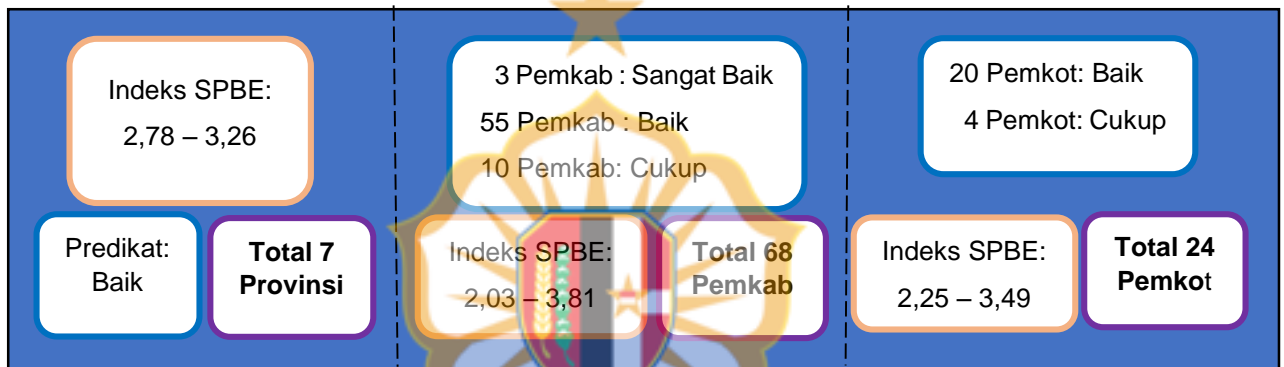 Indeks SPBE:
2,78 – 3,26
Predikat:
Baik
Total 7
Provinsi
3 Pemkab : Sangat Baik
55 Pemkab : Baik
10 Pemkab: Cukup
Indeks SPBE:
2,03 – 3,81
Total 68
Pemkab
20 Pemkot: Baik
4 Pemkot: Cukup
Indeks SPBE:
2,25 – 3,49
Total 24
Pemkot